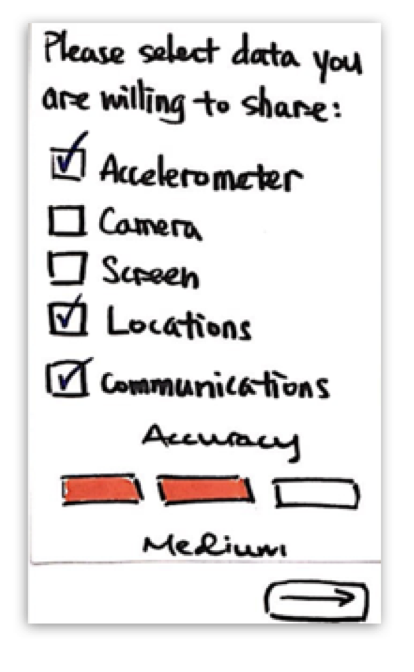 Please select data you
are willing to share:
Accelerometer
Camera
Screen
Locations
Communications
Accuracy
Medium